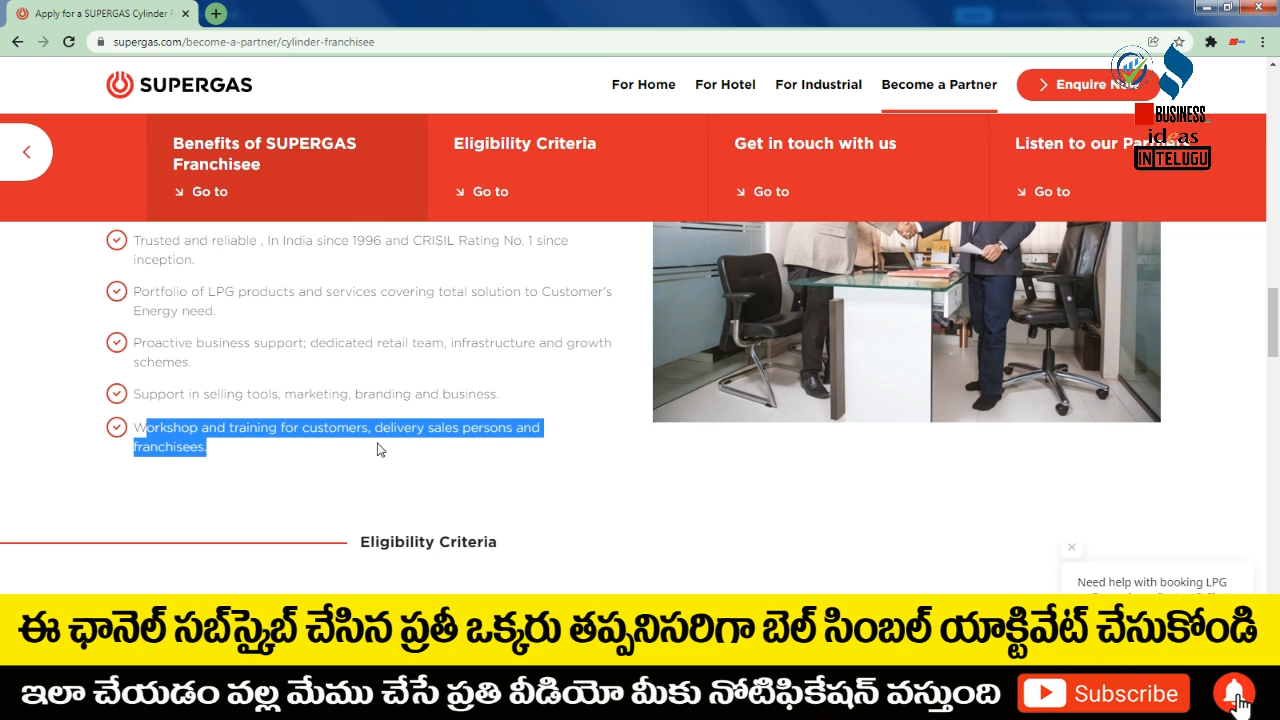 Apply for a SUPERGAS Cylinder F
supergas.com/become-a-partner/cylinder-franchisee
SUPERGAS
For Home
For Hotel
For Industrial
Become a Partner
Enquire
BUSINESS
ideas
IN TELUGU
Benefits of SUPERGAS
Franchisee
Go to
Eligibility Criteria
Go to
Get in touch with us
Go to
Listen to our
Go to
Trusted and reliable , In India since 1996 and CRISIL Rating No. 1 since
inception.
Portfolio of LPG products and services covering total solution to Customer's
Energy need.
Proactive business support; dedicated retail team, infrastructure and growth
schemes.
Support in selling tools, marketing, branding and business.
Workshop and training for customers, delivery sales persons and
franchisees.
Eligibility Criteria
Need help with booking LPG
ఈ ఛానెల్ సబ్‌స్క్రైబ్ చేసిన ప్రతీ ఒక్కరు తప్పనిసరిగా బెల్ సింబల్ యాక్టివేట్ చేసుకోండి
ఇలా చేయడం వల్ల మేము చేసే ప్రతి వీడియో మీకు నోటిఫికేషన్ వస్తుంది
Subscribe